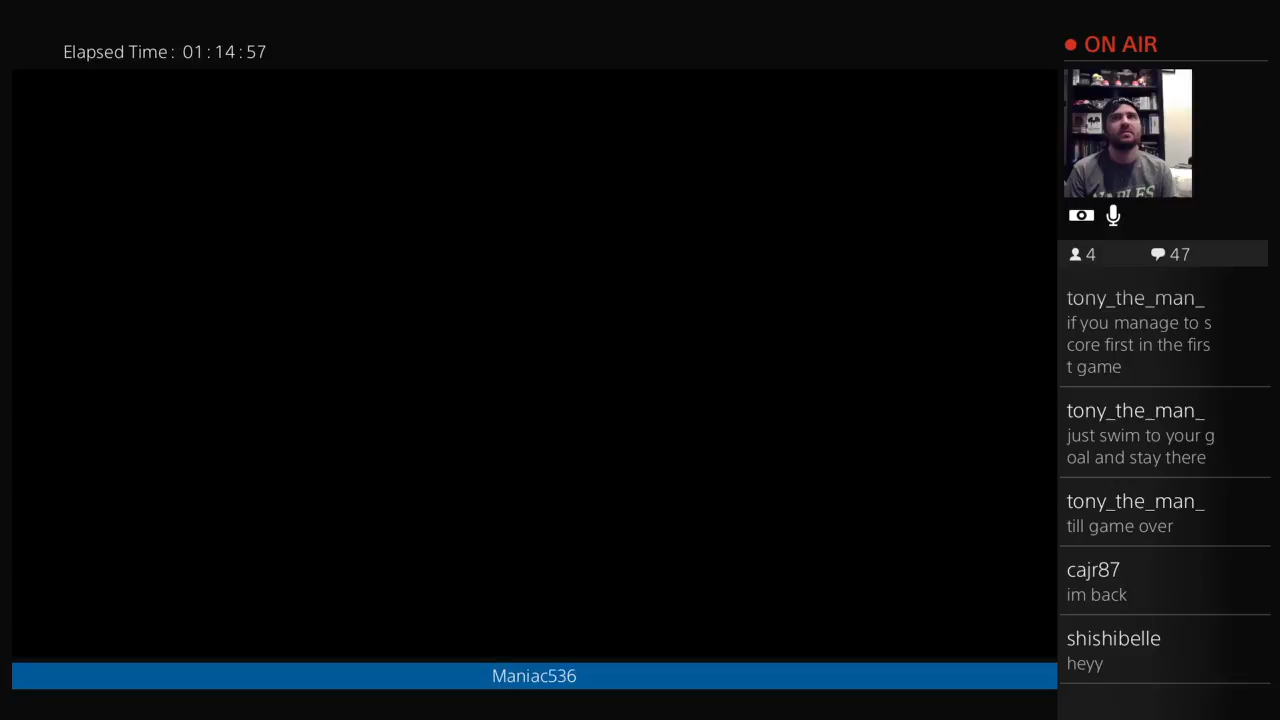 Elapsed Time: 01:14:57
ON AIR
NAPLES
4 47
tony_the_man_
if you manage to s
core first in the firs
t game
tony_the_man_
just swim to your g
oal and stay there
tony_the_man_
till game over
cajr87
im back
shishibelle
heyy
Maniac536